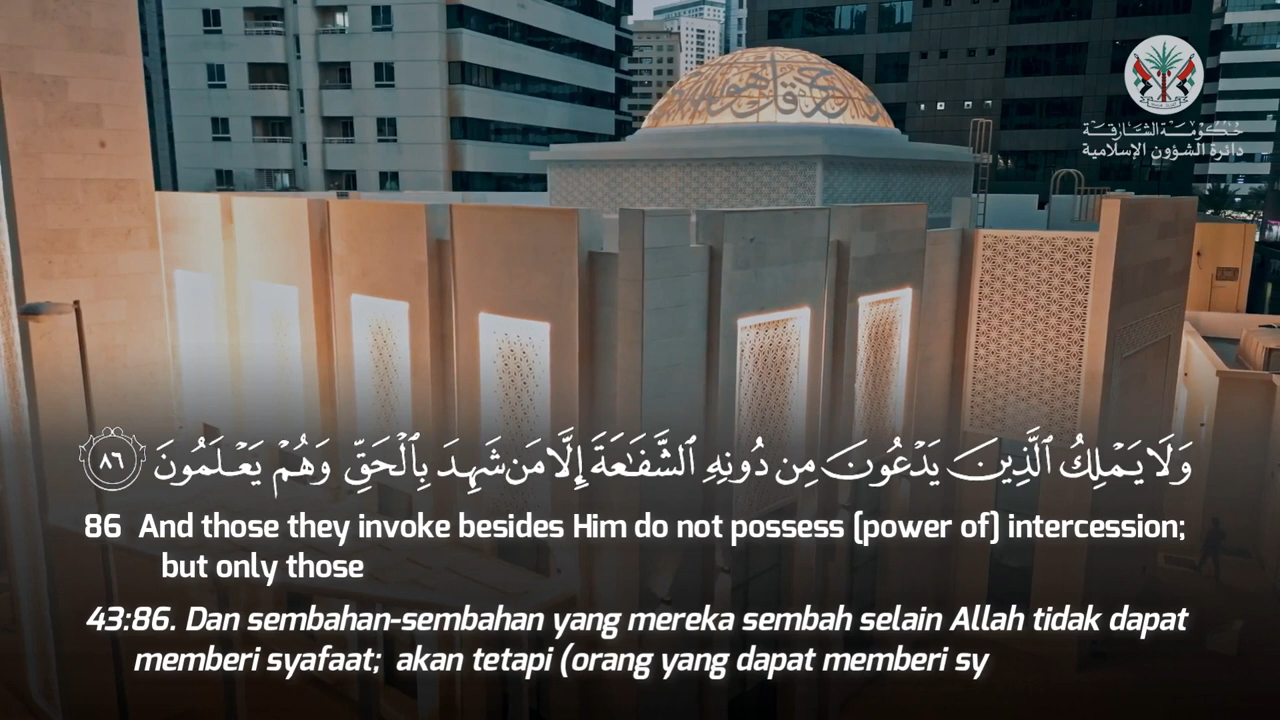 حكومة الشارقة
دائرة الشؤون الإسلامية
وَلَا يَمْلِكُ ٱلَّذِينَ يَدْعُونَ مِن دُونِهِ ٱلشَّفَٰعَةَ إِلَّا مَن شَهِدَ بِٱلْحَقِّ وَهُمْ يَعْلَمُونَ ٨٦
86 And those they invoke besides Him do not possess [power of] intercession;
but only those
43:86. Dan sembahan-sembahan yang mereka sembah selain Allah tidak dapat
memberi syafaat; akan tetapi (orang yang dapat memberi sy